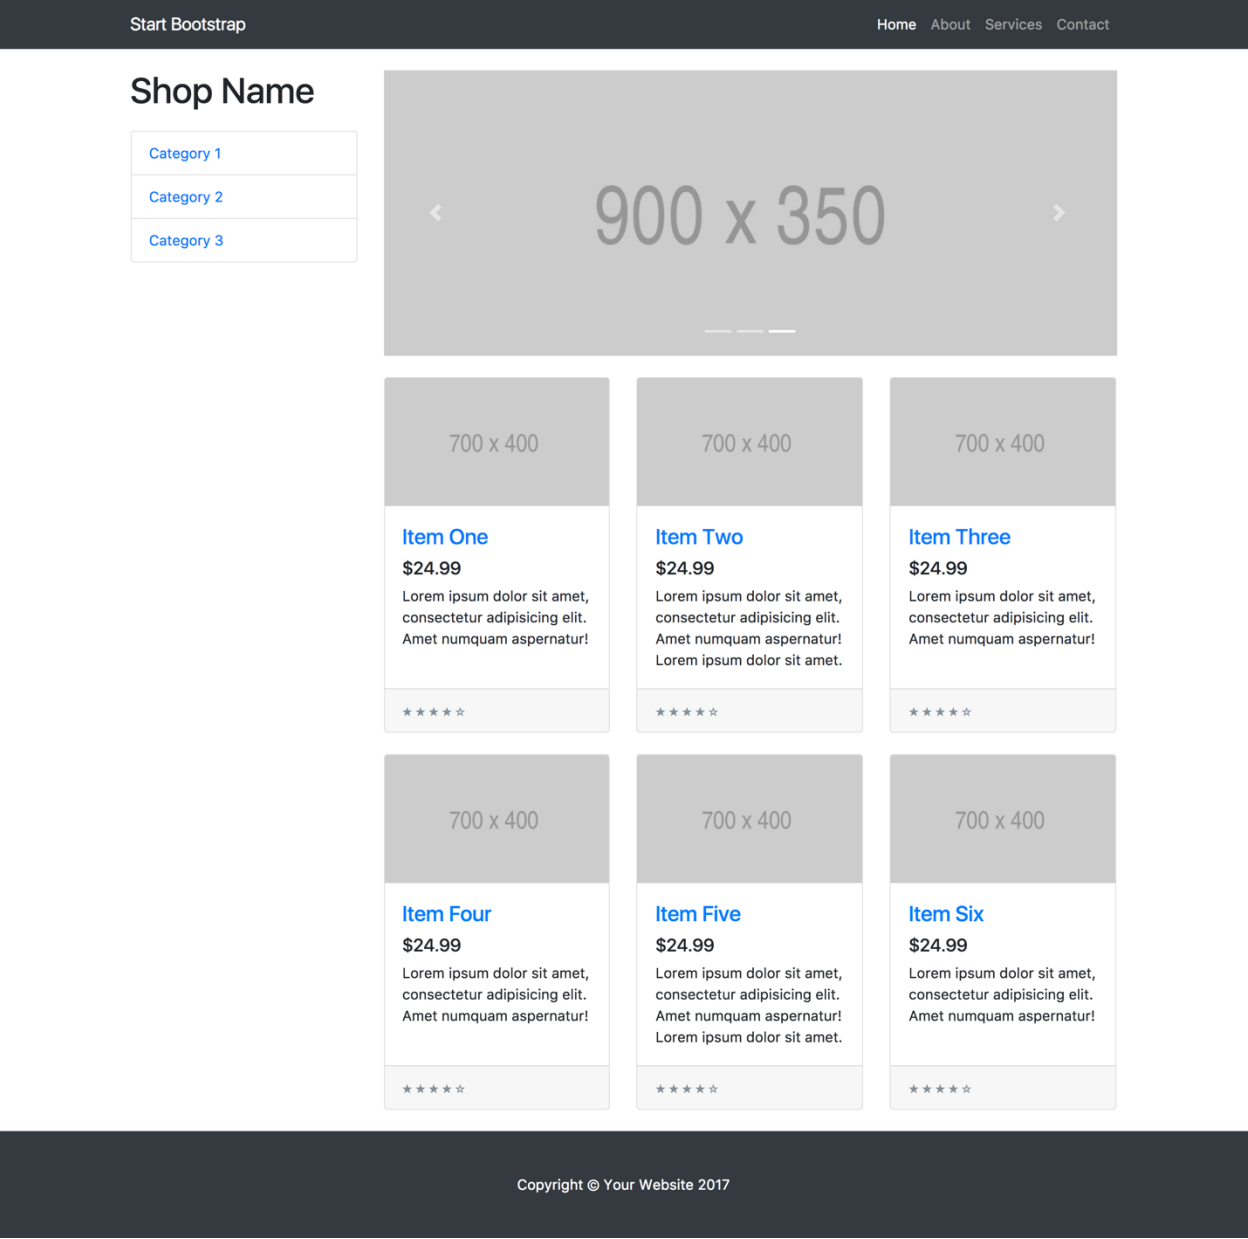 Start Bootstrap
Home About Services Contact
Shop Name
Category 1
Category 2
Category 3
900 x 350
700 x 400
Item One
$24.99
Lorem ipsum dolor sit amet,
consectetur adipisicing elit.
Amet numquam aspernatur!
★ ★ ★ ★ ☆
700 x 400
Item Two
$24.99
Lorem ipsum dolor sit amet,
consectetur adipisicing elit.
Amet numquam aspernatur!
Lorem ipsum dolor sit amet.
★ ★ ★ ★ ☆
700 x 400
Item Three
$24.99
Lorem ipsum dolor sit amet,
consectetur adipisicing elit.
Amet numquam aspernatur!
★ ★ ★ ★ ☆
700 x 400
Item Four
$24.99
Lorem ipsum dolor sit amet,
consectetur adipisicing elit.
Amet numquam aspernatur!
★ ★ ★ ★ ☆
700 x 400
Item Five
$24.99
Lorem ipsum dolor sit amet,
consectetur adipisicing elit.
Amet numquam aspernatur!
Lorem ipsum dolor sit amet.
★ ★ ★ ★ ☆
700 x 400
Item Six
$24.99
Lorem ipsum dolor sit amet,
consectetur adipisicing elit.
Amet numquam aspernatur!
★ ★ ★ ★ ☆
Copyright © Your Website 2017